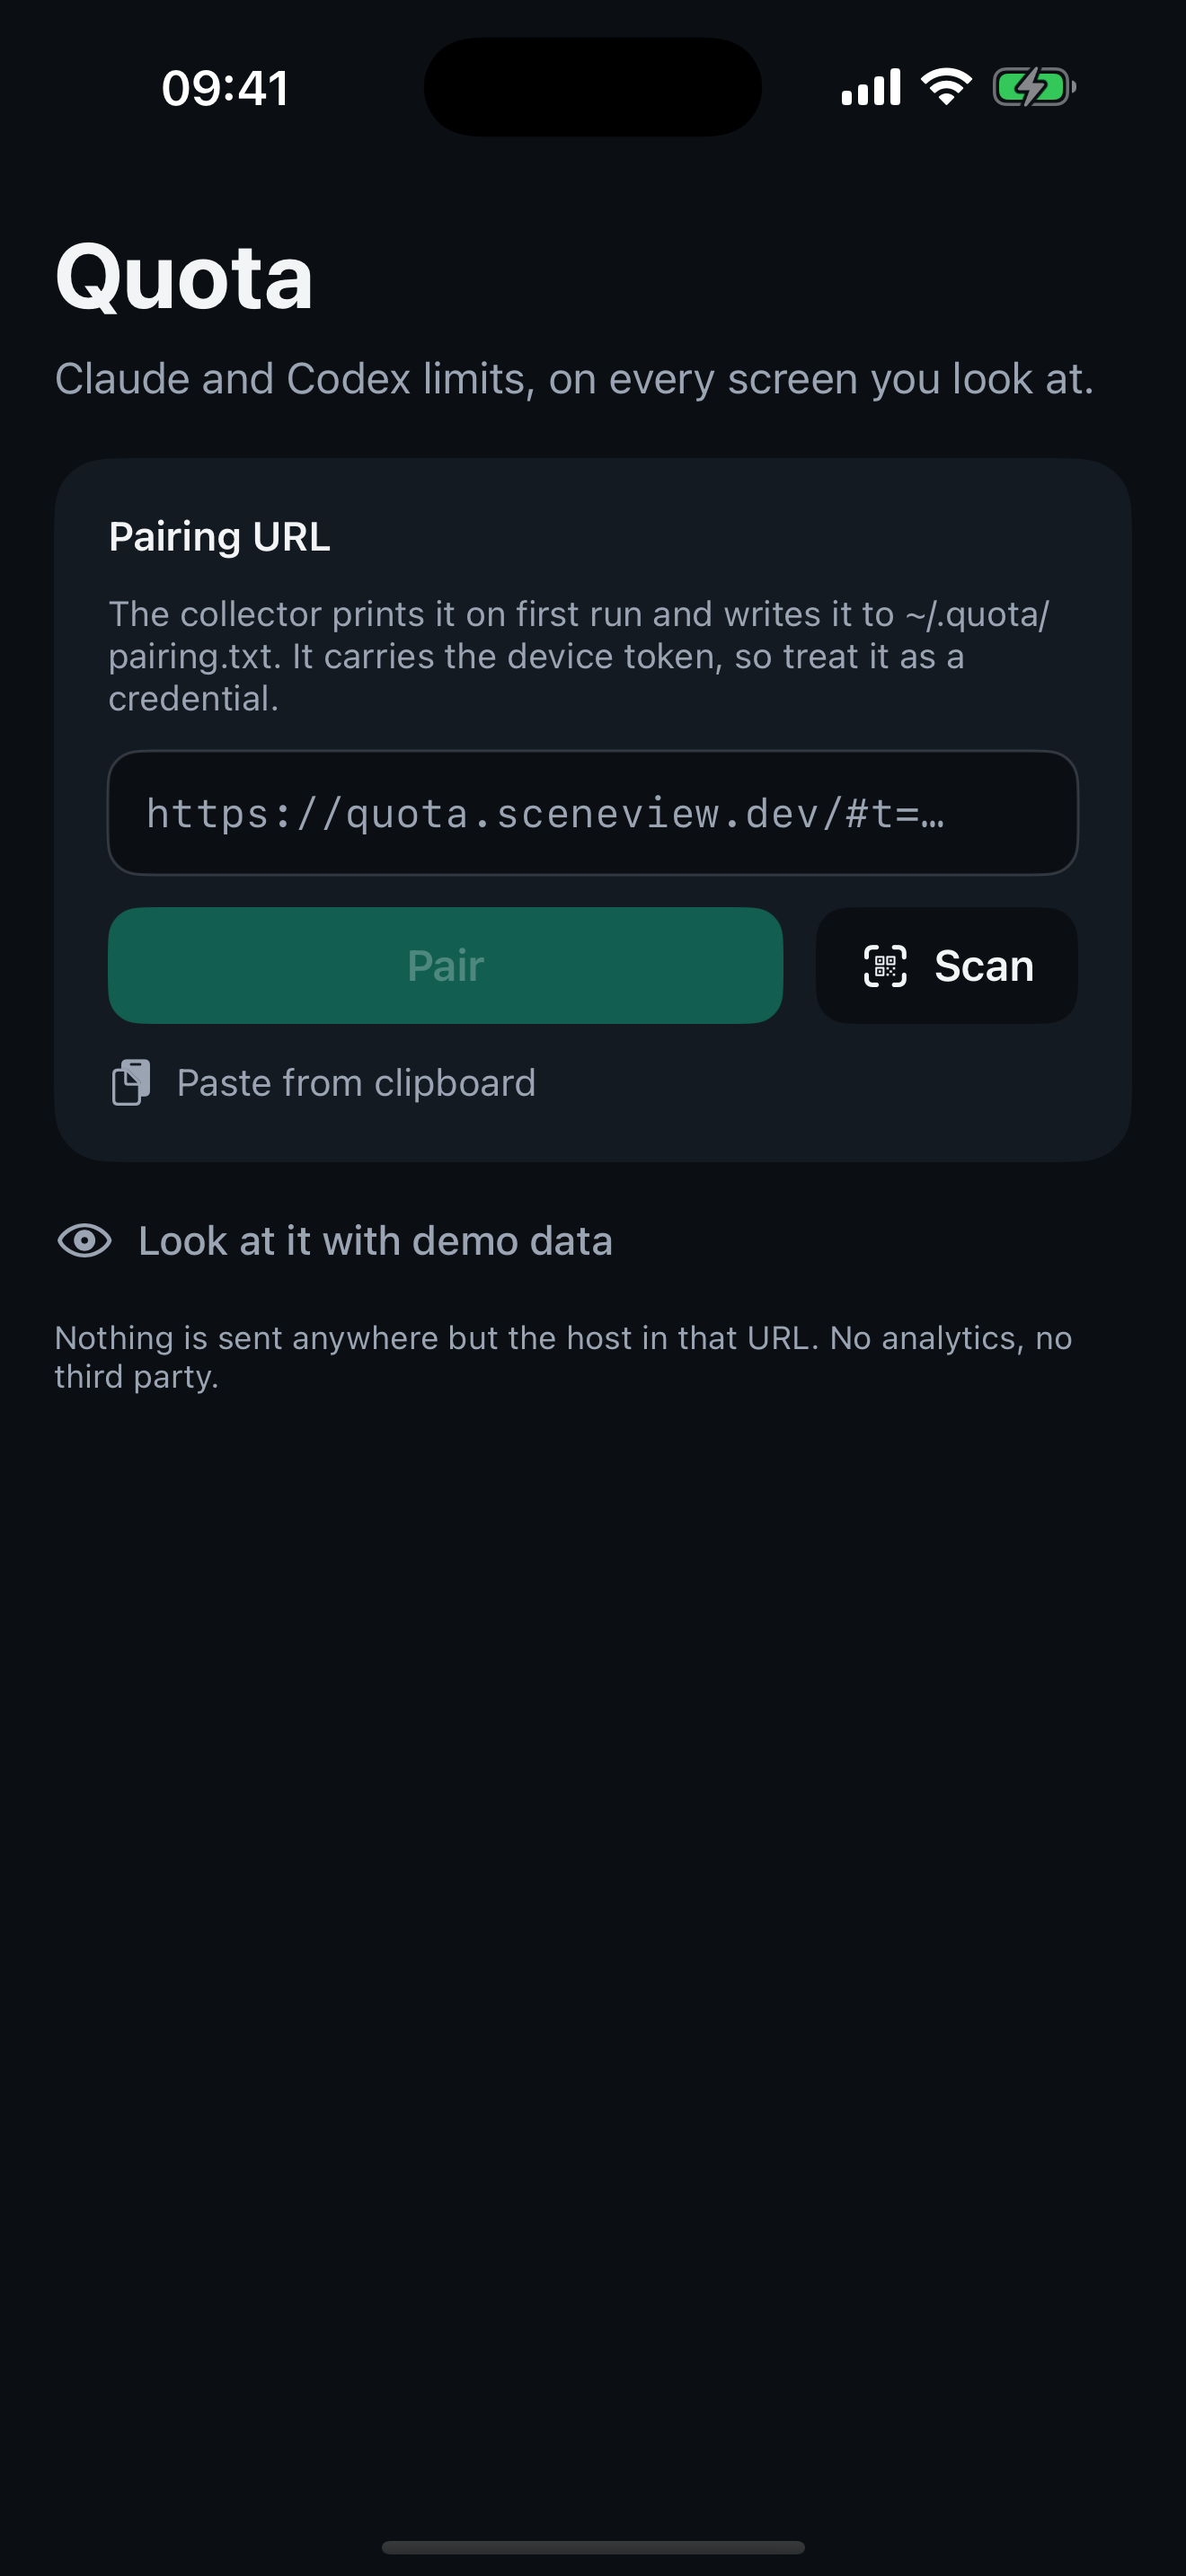 09:41
Quota
Claude and Codex limits, on every screen you look at.
Pairing URL
The collector prints it on first run and writes it to ~/.quota/
pairing.txt. It carries the device token, so treat it as a
credential.
https://quota.sceneview.dev/#t=…
Pair
Scan
Paste from clipboard
Look at it with demo data
Nothing is sent anywhere but the host in that URL. No analytics, no
third party.